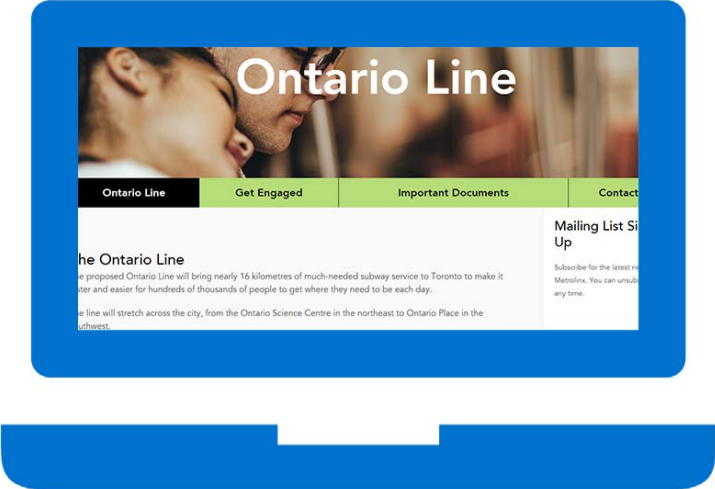 Ontario Line
Ontario Line
Get Engaged
Important Documents
Contact
he Ontario Line
e proposed Ontario Line will bring nearly 16 kilometres of much-needed subway service to Toronto to make it
ster and easier for hundreds of thousands of people to get where they need to be each day.
e line will stretch across the city, from the Ontario Science Centre in the northeast to Ontario Place in the
uthwest.
Mailing List Si
Up
Subscribe for the latest ne
Metrolinx. You can unsub
any time.